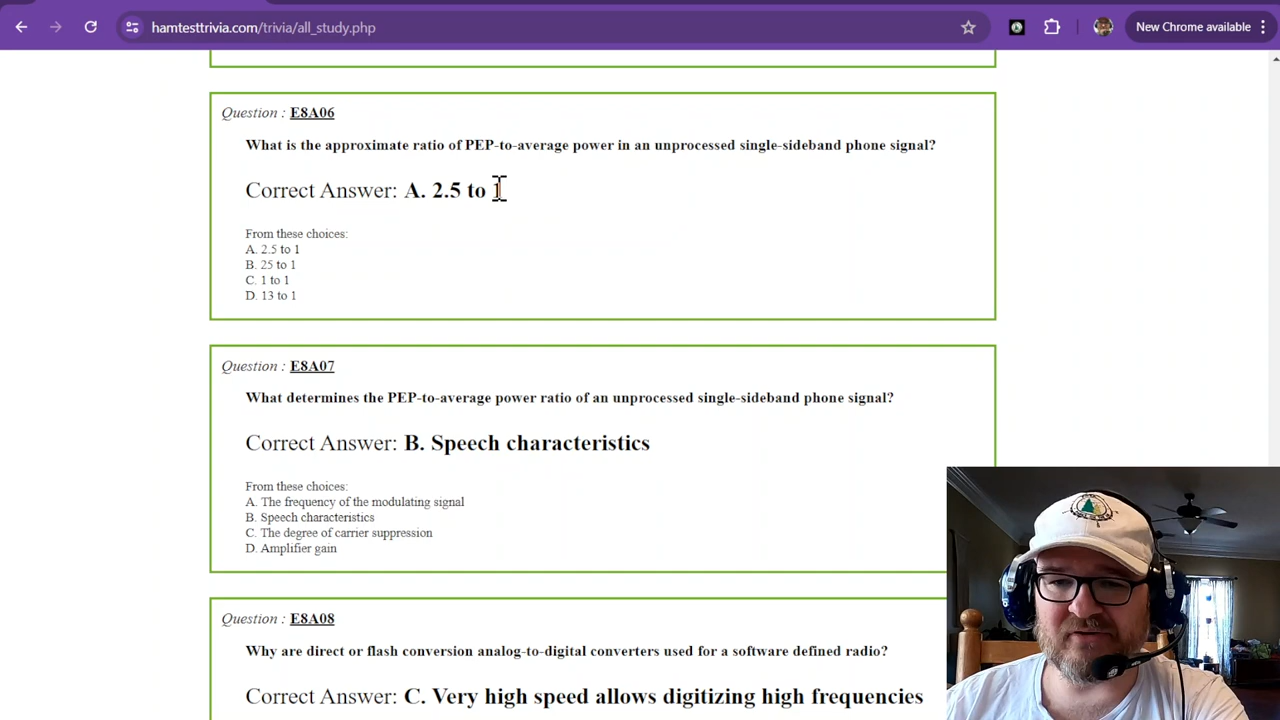 hamtesttrivia.com/trivia/all_study.php
New Chrome available
Question : E8A06
What is the approximate ratio of PEP-to-average power in an unprocessed single-sideband phone signal?
Correct Answer: A. 2.5 to 1
From these choices:
A. 2.5 to 1
B. 25 to 1
C. 1 to 1
D. 13 to 1
Question : E8A07
What determines the PEP-to-average power ratio of an unprocessed single-sideband phone signal?
Correct Answer: B. Speech characteristics
From these choices:
A. The frequency of the modulating signal
B. Speech characteristics
C. The degree of carrier suppression
D. Amplifier gain
Question : E8A08
Why are direct or flash conversion analog-to-digital converters used for a software defined radio?
Correct Answer: C. Very high speed allows digitizing high frequencies